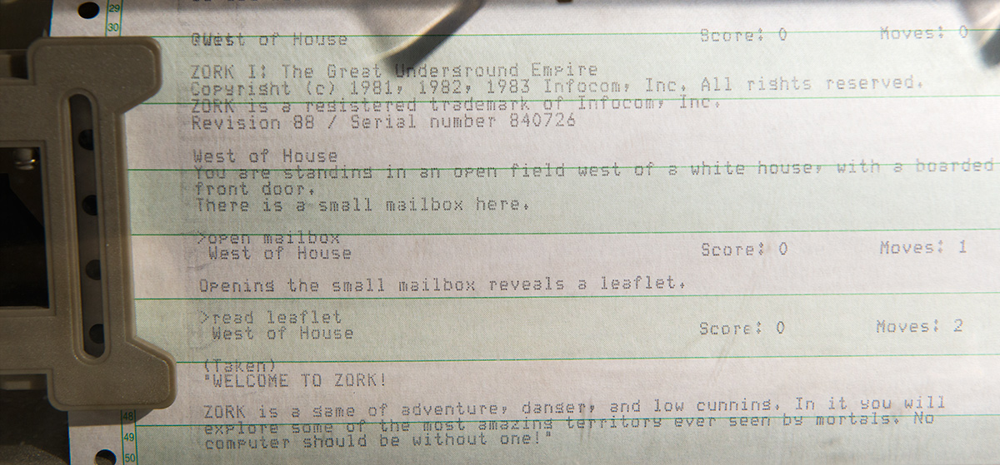 29
30
@West of House Score: 0 Moves: 0
ZORK I: The Great Underground Empire
Copyright (c) 1981, 1982, 1983 Infocom, Inc. All rights reserved.
ZORK is a registered trademark of Infocom, Inc.
Revision 88 / Serial number 840726
West of House
You are standing in an open field west of a white house, with a boarded
front door.
There is a small mailbox here.
>open mailbox
West of House Score: 0 Moves: 1
Opening the small mailbox reveals a leaflet.
>read leaflet
West of House Score: 0 Moves: 2
(Taken)
"WELCOME TO ZORK!
ZORK is a game of adventure, danger, and low cunning. In it you will
48
explore some of the most amazing territory ever seen by mortals. No
49
computer should be without one!"
50